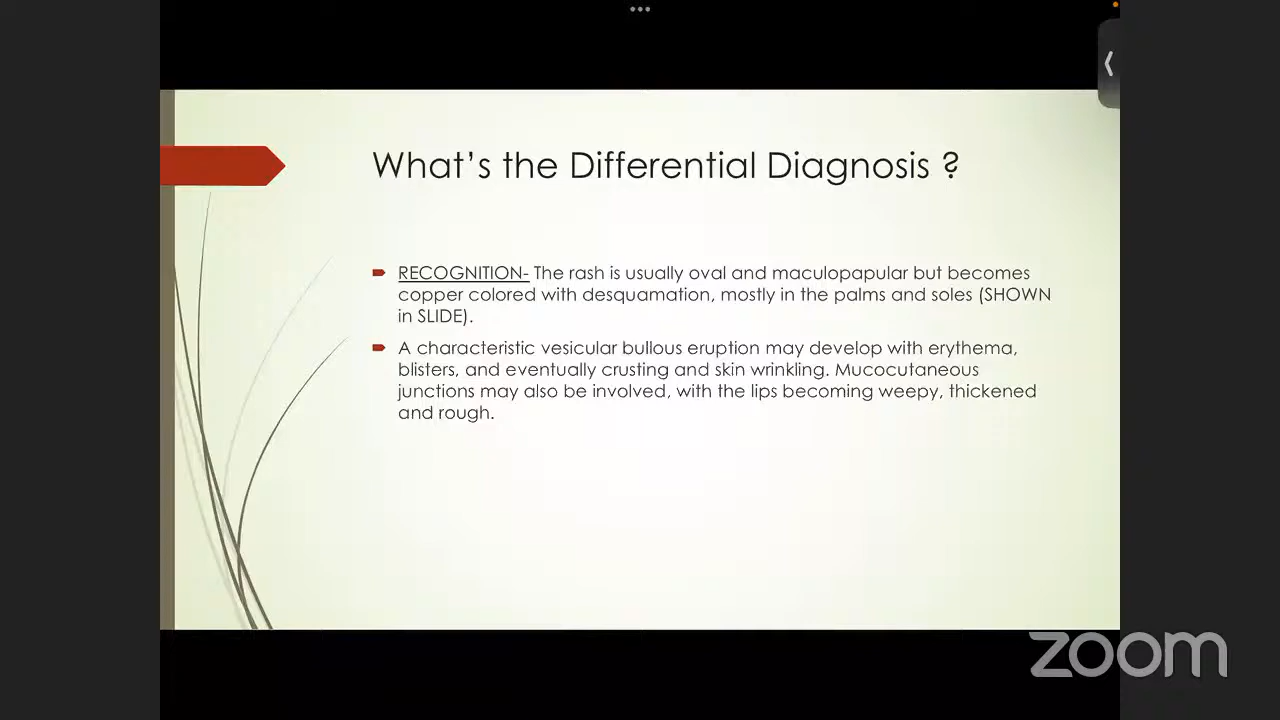 What's the Differential Diagnosis ?
RECOGNITION- The rash is usually oval and maculopapular but becomes
copper colored with desquamation, mostly in the palms and soles (SHOWN
in SLIDE).
A characteristic vesicular bullous eruption may develop with erythema,
blisters, and eventually crusting and skin wrinkling. Mucocutaneous
junctions may also be involved, with the lips becoming weepy, thickened
and rough.
zoom